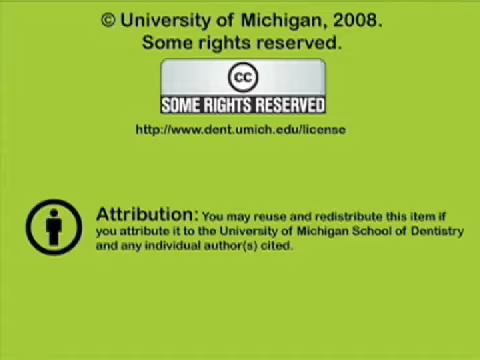 © University of Michigan, 2008.
Some rights reserved.
cc
SOME RIGHTS RESERVED
http://www.dent.umich.edu/license
Attribution: You may reuse and redistribute this item if
you attribute it to the University of Michigan School of Dentistry
and any individual author(s) cited.